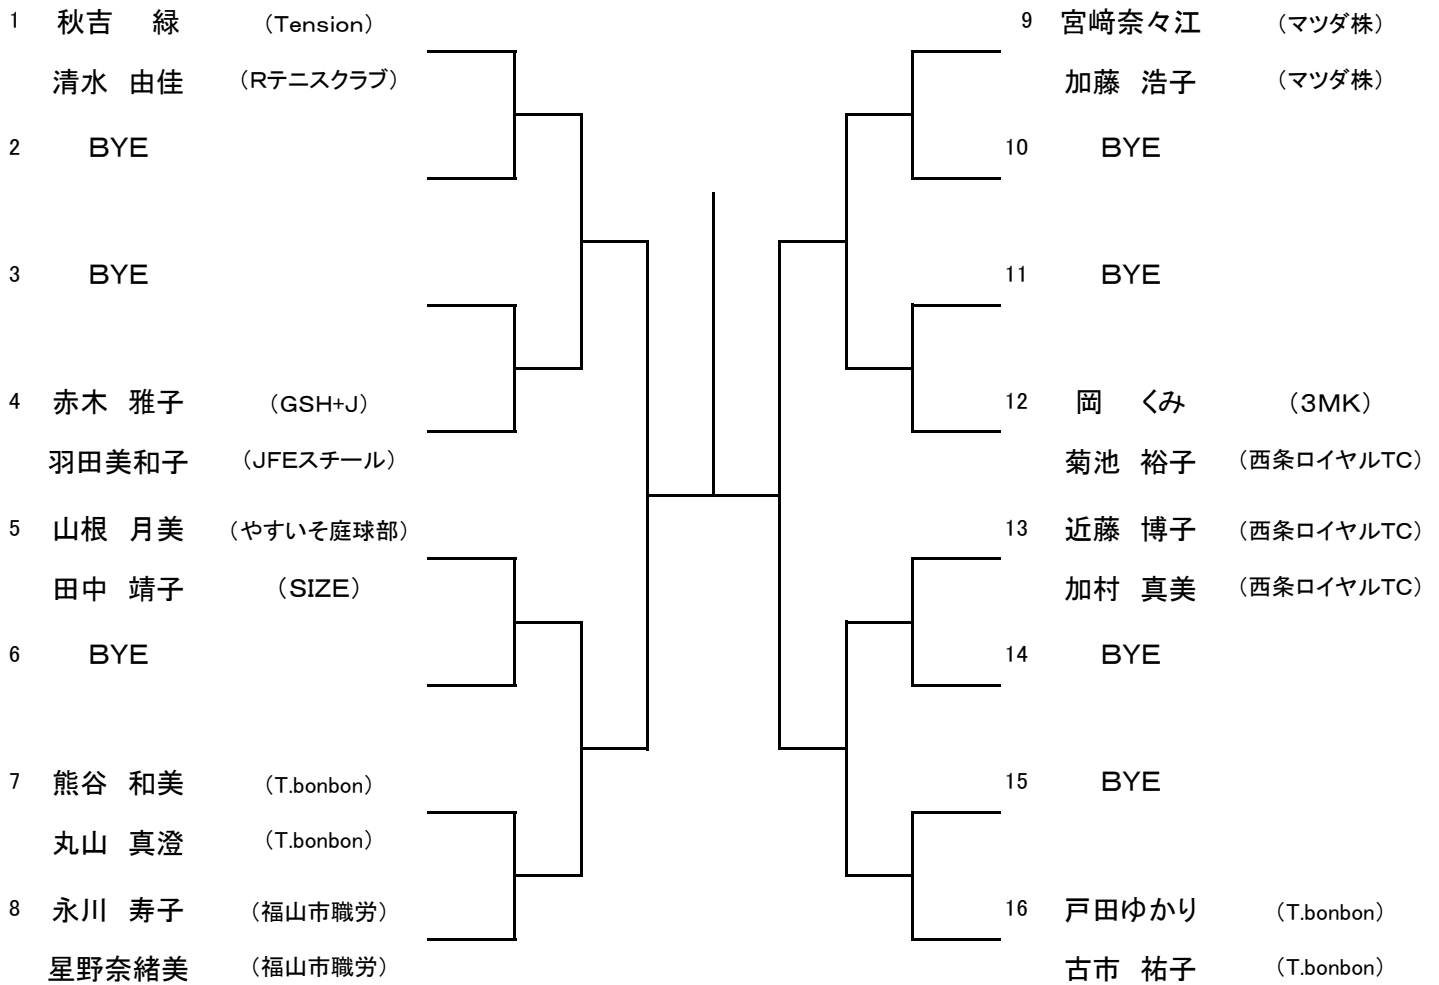 1 秋吉 緑 （Tension）
清水 由佳 （Rテニスクラブ）
2 BYE
3 BYE
4 赤木 雅子 （GSH+J）
羽田美和子 （JFEスチール）
5 山根 月美 （やすいそ庭球部）
田中 靖子 （SIZE）
6 BYE
7 熊谷 和美 （T.bonbon）
丸山 真澄 （T.bonbon）
8 永川 寿子 （福山市職労）
星野奈緒美 （福山市職労）
9 宮﨑奈々江 （マツダ株）
加藤 浩子 （マツダ株）
10 BYE
11 BYE
12 岡 くみ （3MK）
菊池 裕子 （西条ロイヤルTC）
13 近藤 博子 （西条ロイヤルTC）
加村 真美 （西条ロイヤルTC）
14 BYE
15 BYE
16 戸田ゆかり （T.bonbon）
古市 祐子 （T.bonbon）